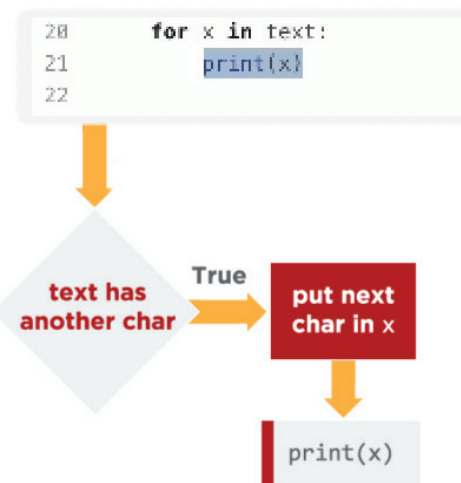 20 for x in text:
21 print(x)
22
text has
another char
True
put next
char in x
print(x)